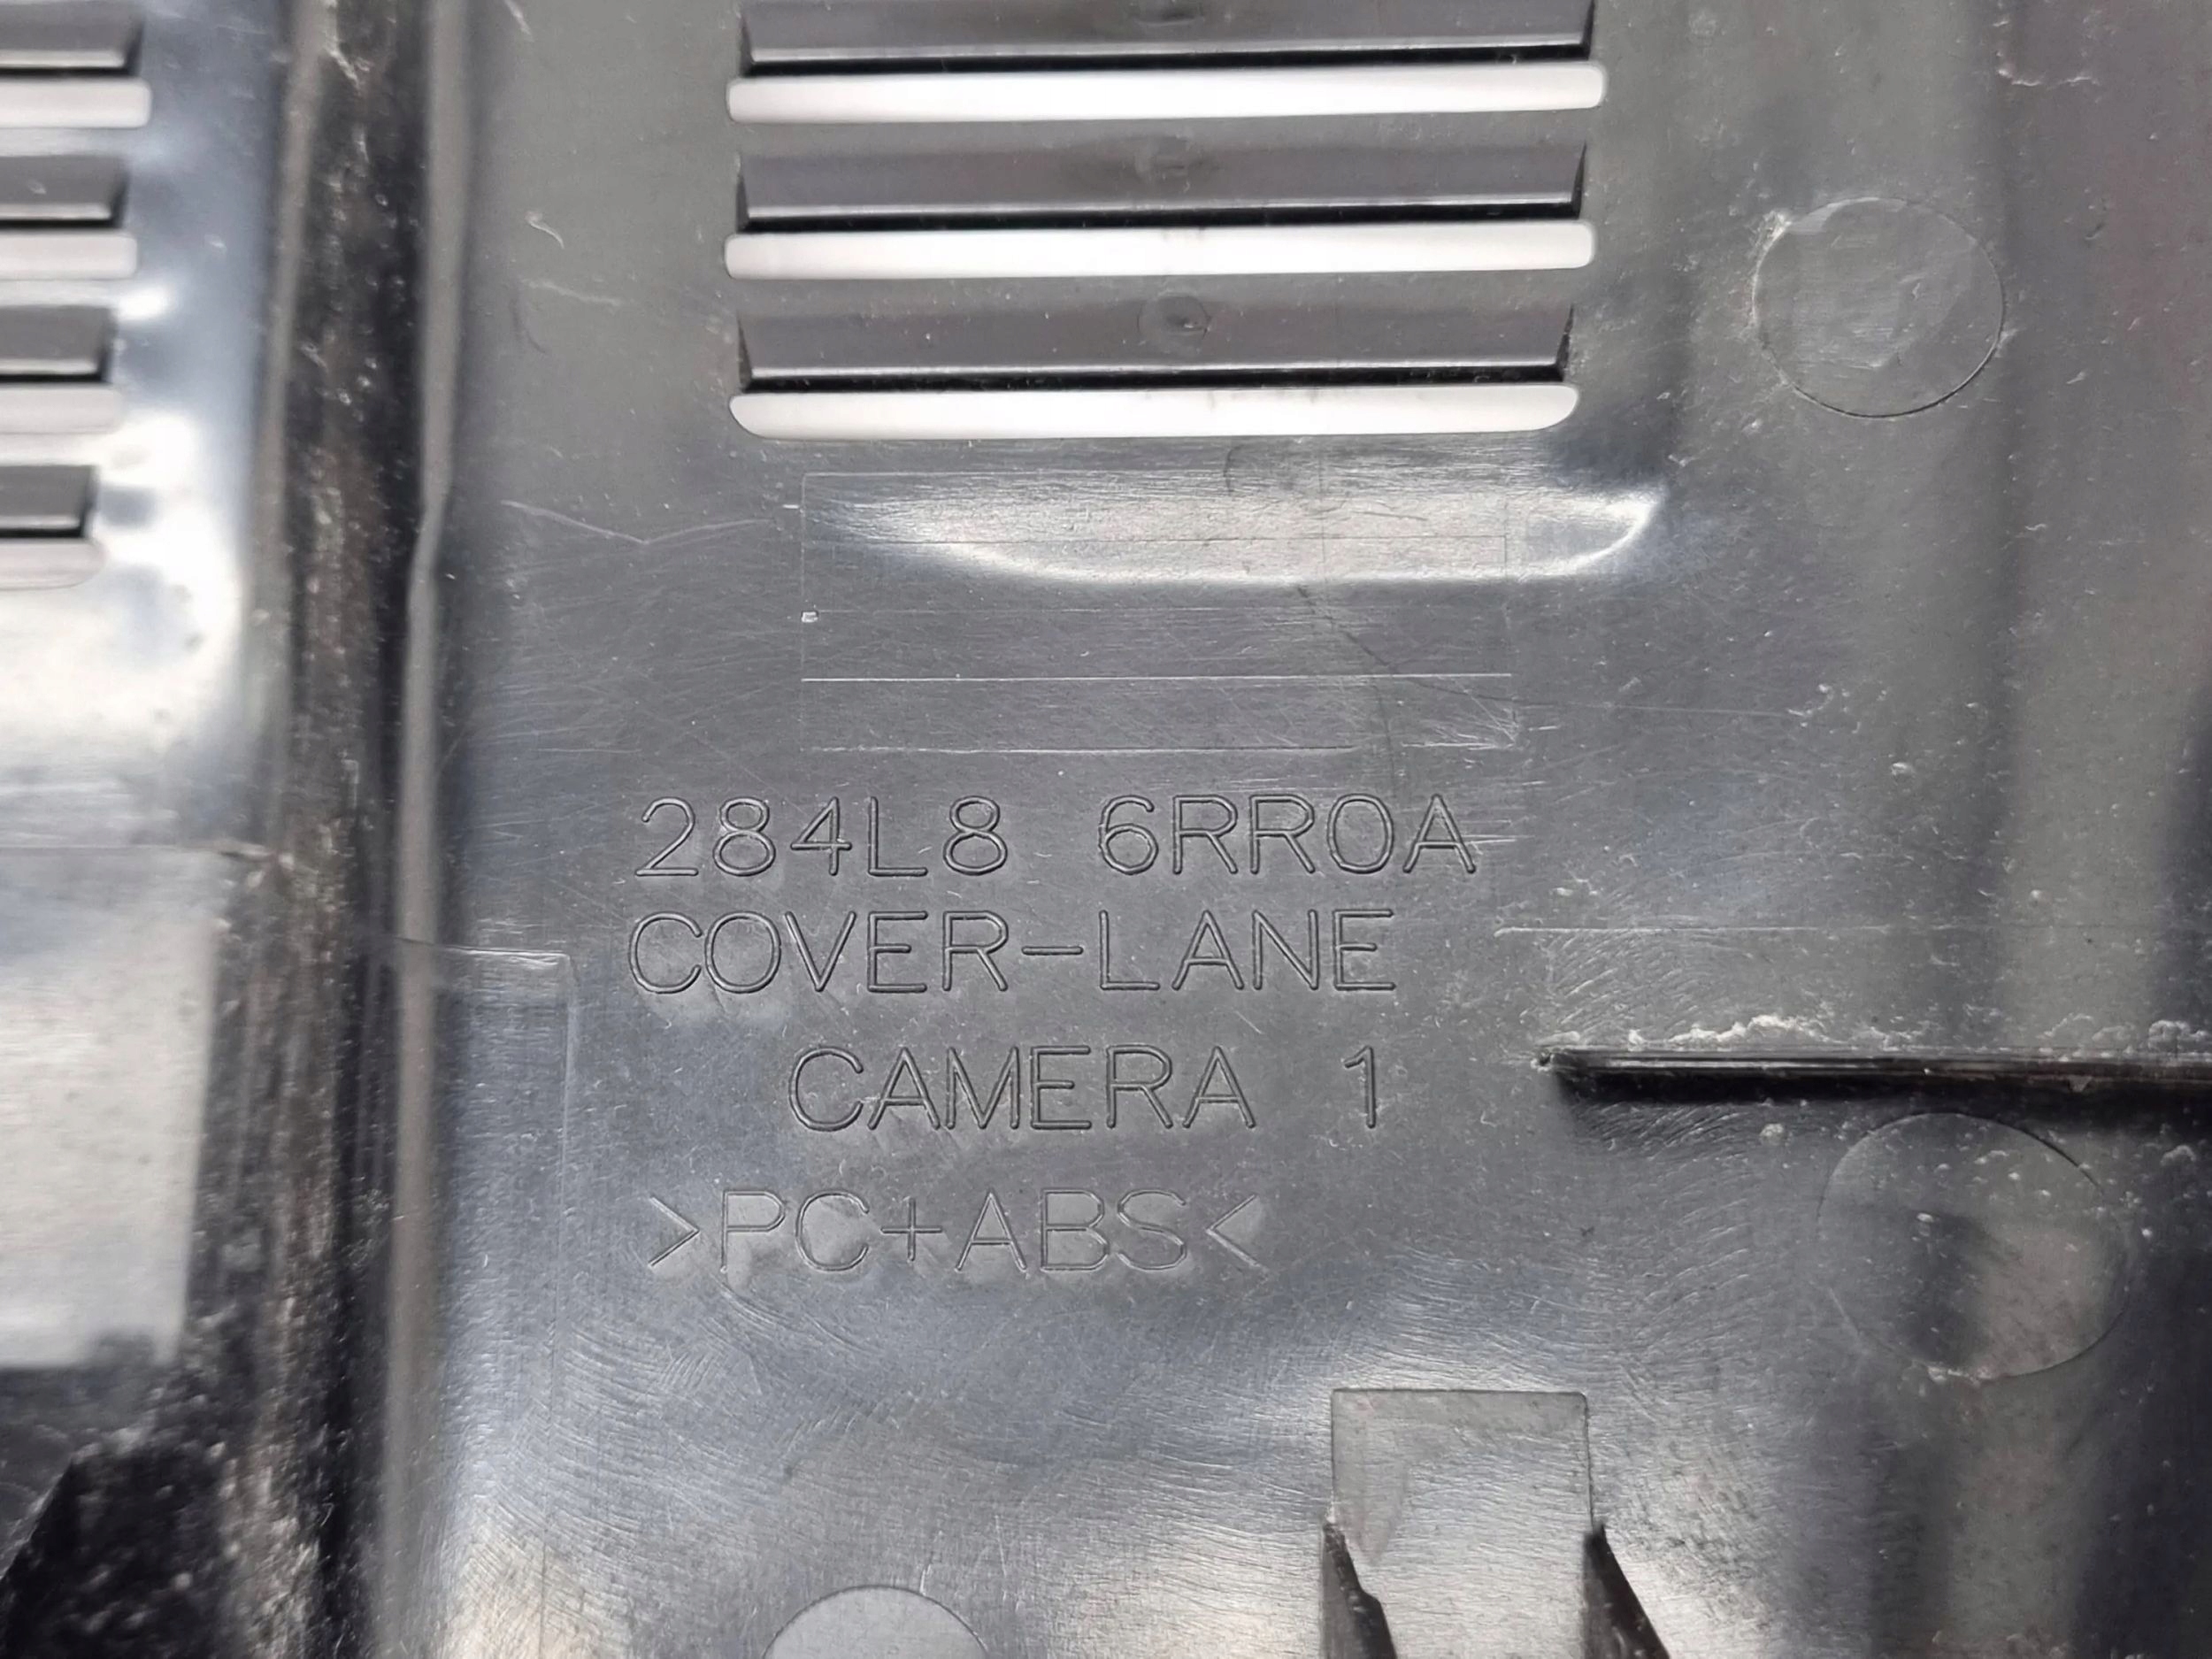 284L8 6RR0A
COVER-LANE
CAMERA 1
>PC+ABS<